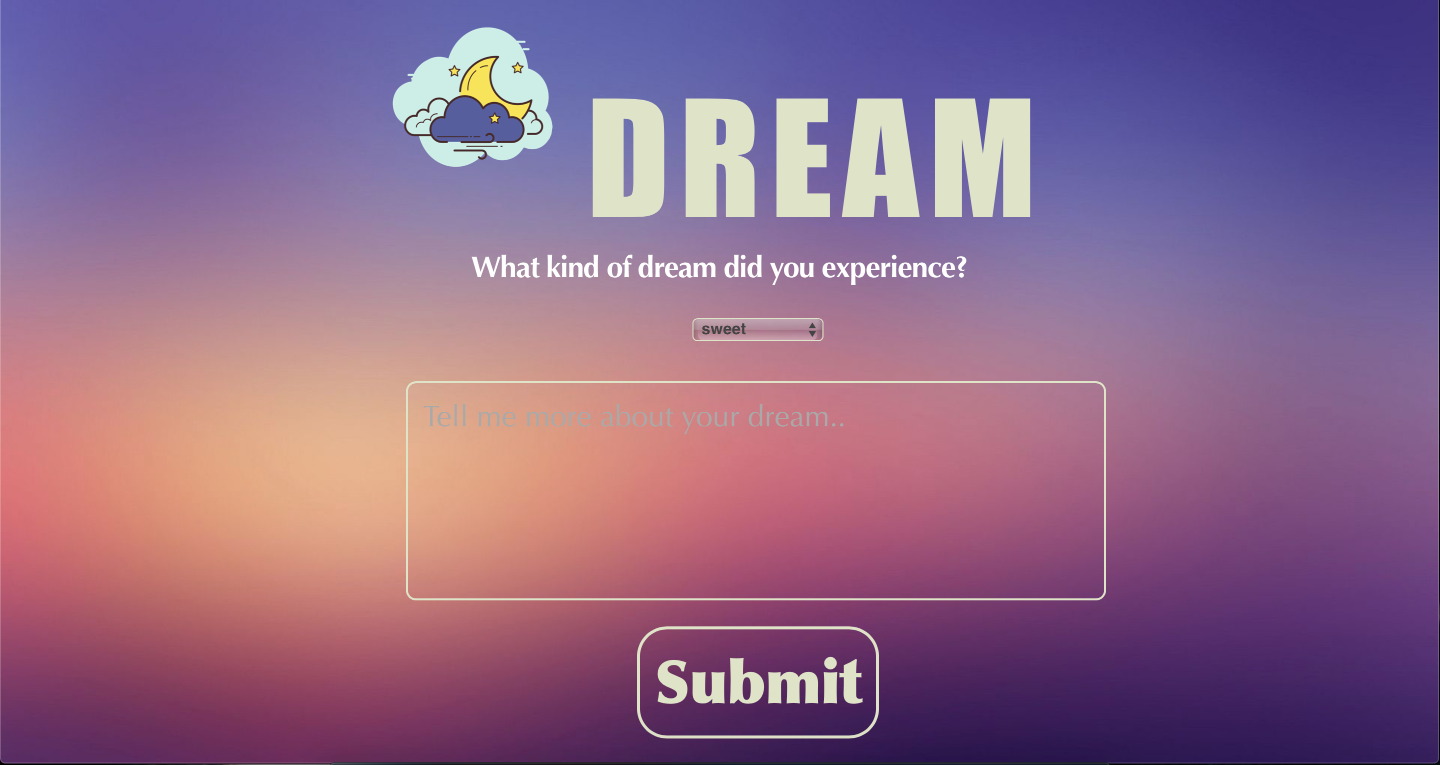 DREAM
What kind of dream did you experience?
sweet
Tell me more about your dream..
Submit